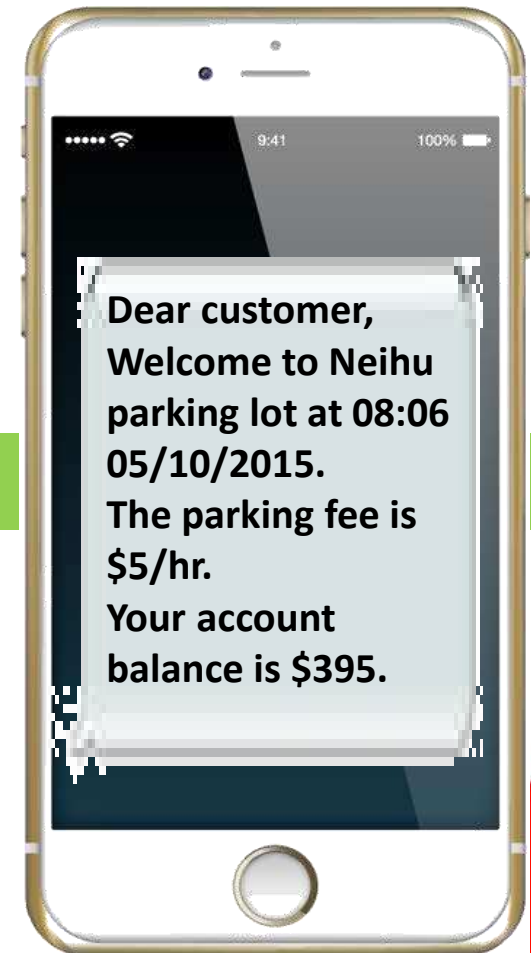 9:41 100%
Dear customer,
Welcome to Neihu
parking lot at 08:06
05/10/2015.
The parking fee is
$5/hr.
Your account
balance is $395.